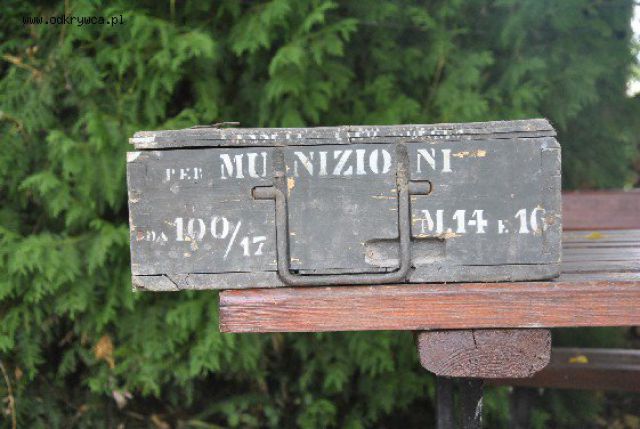 www.odkrywca.pl
PER MUNIZIONI
DA 100/17 M.14 E 16